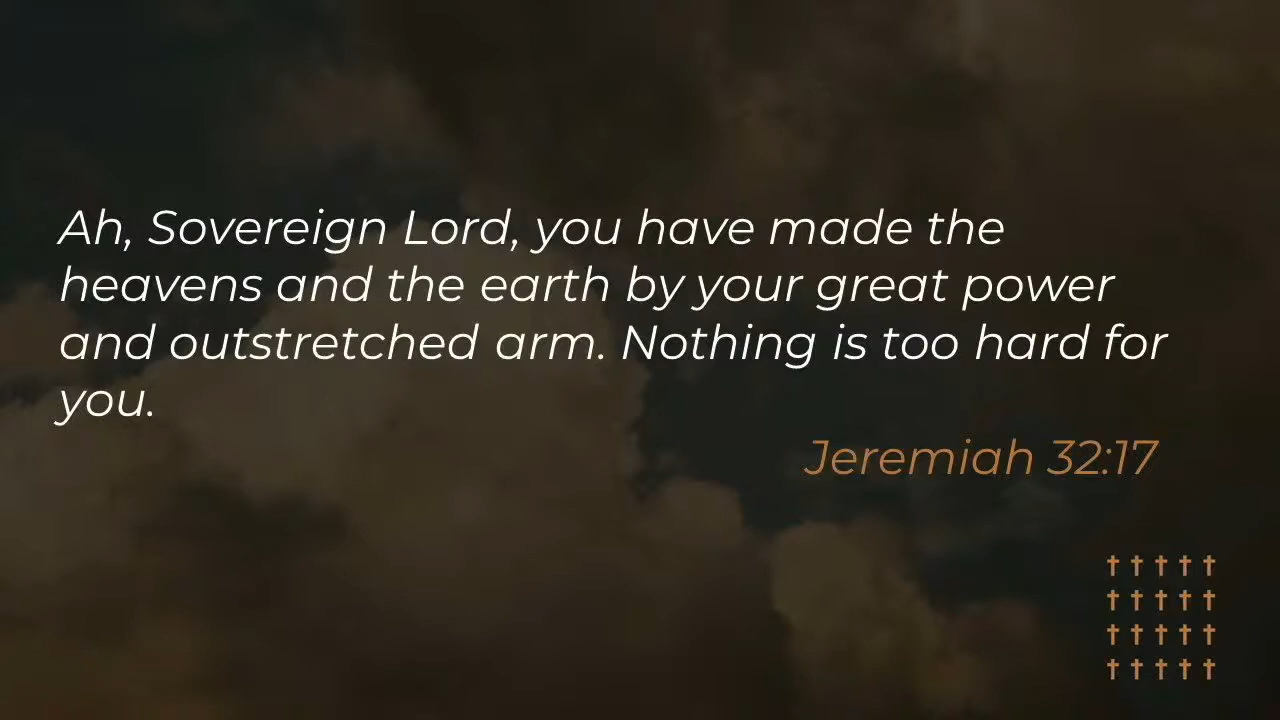 Ah, Sovereign Lord, you have made the
heavens and the earth by your great power
and outstretched arm. Nothing is too hard for
you.
Jeremiah 32:17